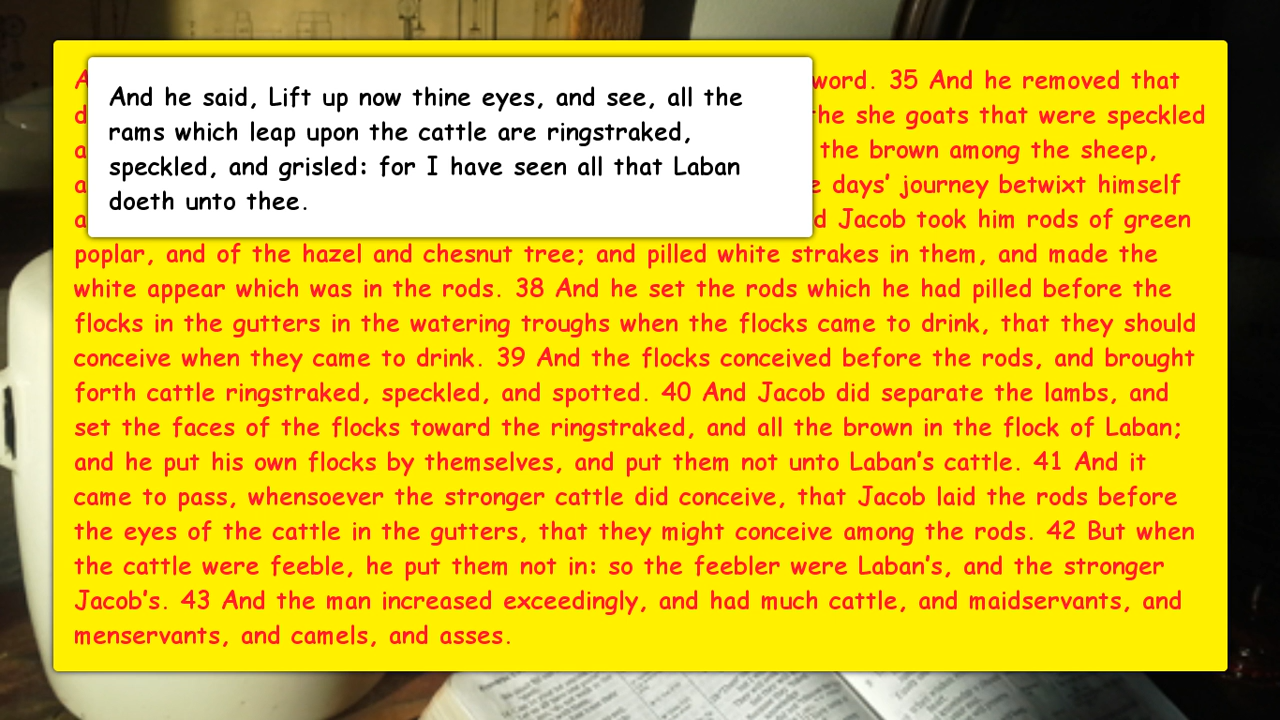 And he said, Lift up now thine eyes, and see, all the
rams which leap upon the cattle are ringstraked,
speckled, and grisled: for I have seen all that Laban
doeth unto thee.
word. 35 And he removed that
the she goats that were speckled
the brown among the sheep,
days' journey betwixt himself
Jacob took him rods of green
poplar, and of the hazel and chesnut tree; and pilled white strakes in them, and made the
white appear which was in the rods. 38 And he set the rods which he had pilled before the
flocks in the gutters in the watering troughs when the flocks came to drink, that they should
conceive when they came to drink. 39 And the flocks conceived before the rods, and brought
forth cattle ringstraked, speckled, and spotted. 40 And Jacob did separate the lambs, and
set the faces of the flocks toward the ringstraked, and all the brown in the flock of Laban;
and he put his own flocks by themselves, and put them not unto Laban's cattle. 41 And it
came to pass, whensoever the stronger cattle did conceive, that Jacob laid the rods before
the eyes of the cattle in the gutters, that they might conceive among the rods. 42 But when
the cattle were feeble, he put them not in: so the feebler were Laban's, and the stronger
Jacob's. 43 And the man increased exceedingly, and had much cattle, and maidservants, and
menservants, and camels, and asses.